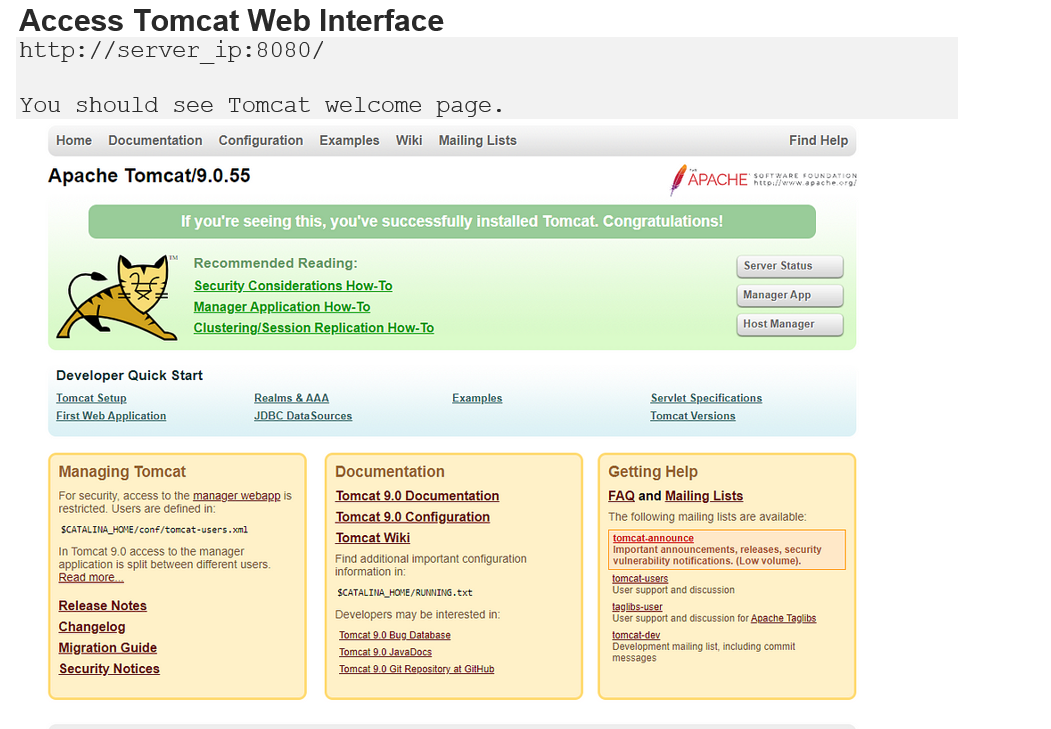 Access Tomcat Web Interface
http://server_ip:8080/
You should see Tomcat welcome page.
Home Documentation Configuration Examples Wiki Mailing Lists Find Help
Apache Tomcat/9.0.55
THE APACHE SOFTWARE FOUNDATION
http://www.apache.org/
If you're seeing this, you've successfully installed Tomcat. Congratulations!
TM
Recommended Reading:
Security Considerations How-To
Manager Application How-To
Clustering/Session Replication How-To
Server Status
Manager App
Host Manager
Developer Quick Start
Tomcat Setup
First Web Application
Realms & AAA
JDBC DataSources
Examples
Servlet Specifications
Tomcat Versions
Managing Tomcat
For security, access to the manager webapp is
restricted. Users are defined in:
$CATALINA_HOME/conf/tomcat-users.xml
In Tomcat 9.0 access to the manager
application is split between different users.
Read more...
Release Notes
Changelog
Migration Guide
Security Notices
Documentation
Tomcat 9.0 Documentation
Tomcat 9.0 Configuration
Tomcat Wiki
Find additional important configuration
information in:
$CATALINA_HOME/RUNNING.txt
Developers may be interested in:
Tomcat 9.0 Bug Database
Tomcat 9.0 JavaDocs
Tomcat 9.0 Git Repository at GitHub
Getting Help
FAQ and Mailing Lists
The following mailing lists are available:
tomcat-announce
Important announcements, releases, security
vulnerability notifications. (Low volume).
tomcat-users
User support and discussion
taglibs-user
User support and discussion for Apache Taglibs
tomcat-dev
Development mailing list, including commit
messages